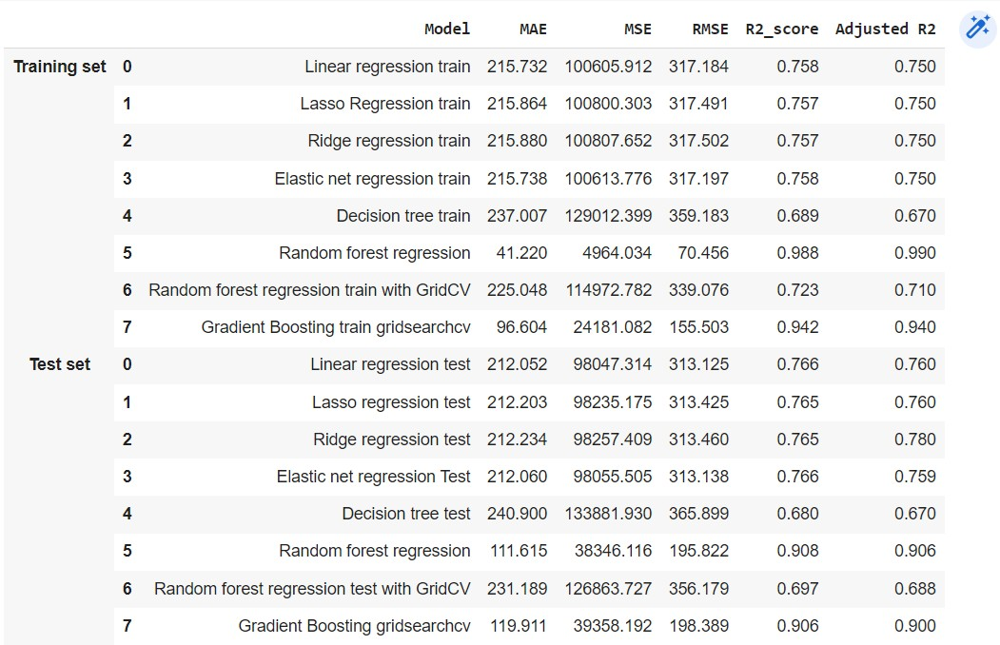 Model MAE MSE RMSE R2_score Adjusted R2
Training set 0 Linear regression train 215.732 100605.912 317.184 0.758 0.750
1 Lasso Regression train 215.864 100800.303 317.491 0.757 0.750
2 Ridge regression train 215.880 100807.652 317.502 0.757 0.750
3 Elastic net regression train 215.738 100613.776 317.197 0.758 0.750
4 Decision tree train 237.007 129012.399 359.183 0.689 0.670
5 Random forest regression 41.220 4964.034 70.456 0.988 0.990
6 Random forest regression train with GridCV 225.048 114972.782 339.076 0.723 0.710
7 Gradient Boosting train gridsearchcv 96.604 24181.082 155.503 0.942 0.940
Test set 0 Linear regression test 212.052 98047.314 313.125 0.766 0.760
1 Lasso regression test 212.203 98235.175 313.425 0.765 0.760
2 Ridge regression test 212.234 98257.409 313.460 0.765 0.780
3 Elastic net regression Test 212.060 98055.505 313.138 0.766 0.759
4 Decision tree test 240.900 133881.930 365.899 0.680 0.670
5 Random forest regression 111.615 38346.116 195.822 0.908 0.906
6 Random forest regression test with GridCV 231.189 126863.727 356.179 0.697 0.688
7 Gradient Boosting gridsearchcv 119.911 39358.192 198.389 0.906 0.900